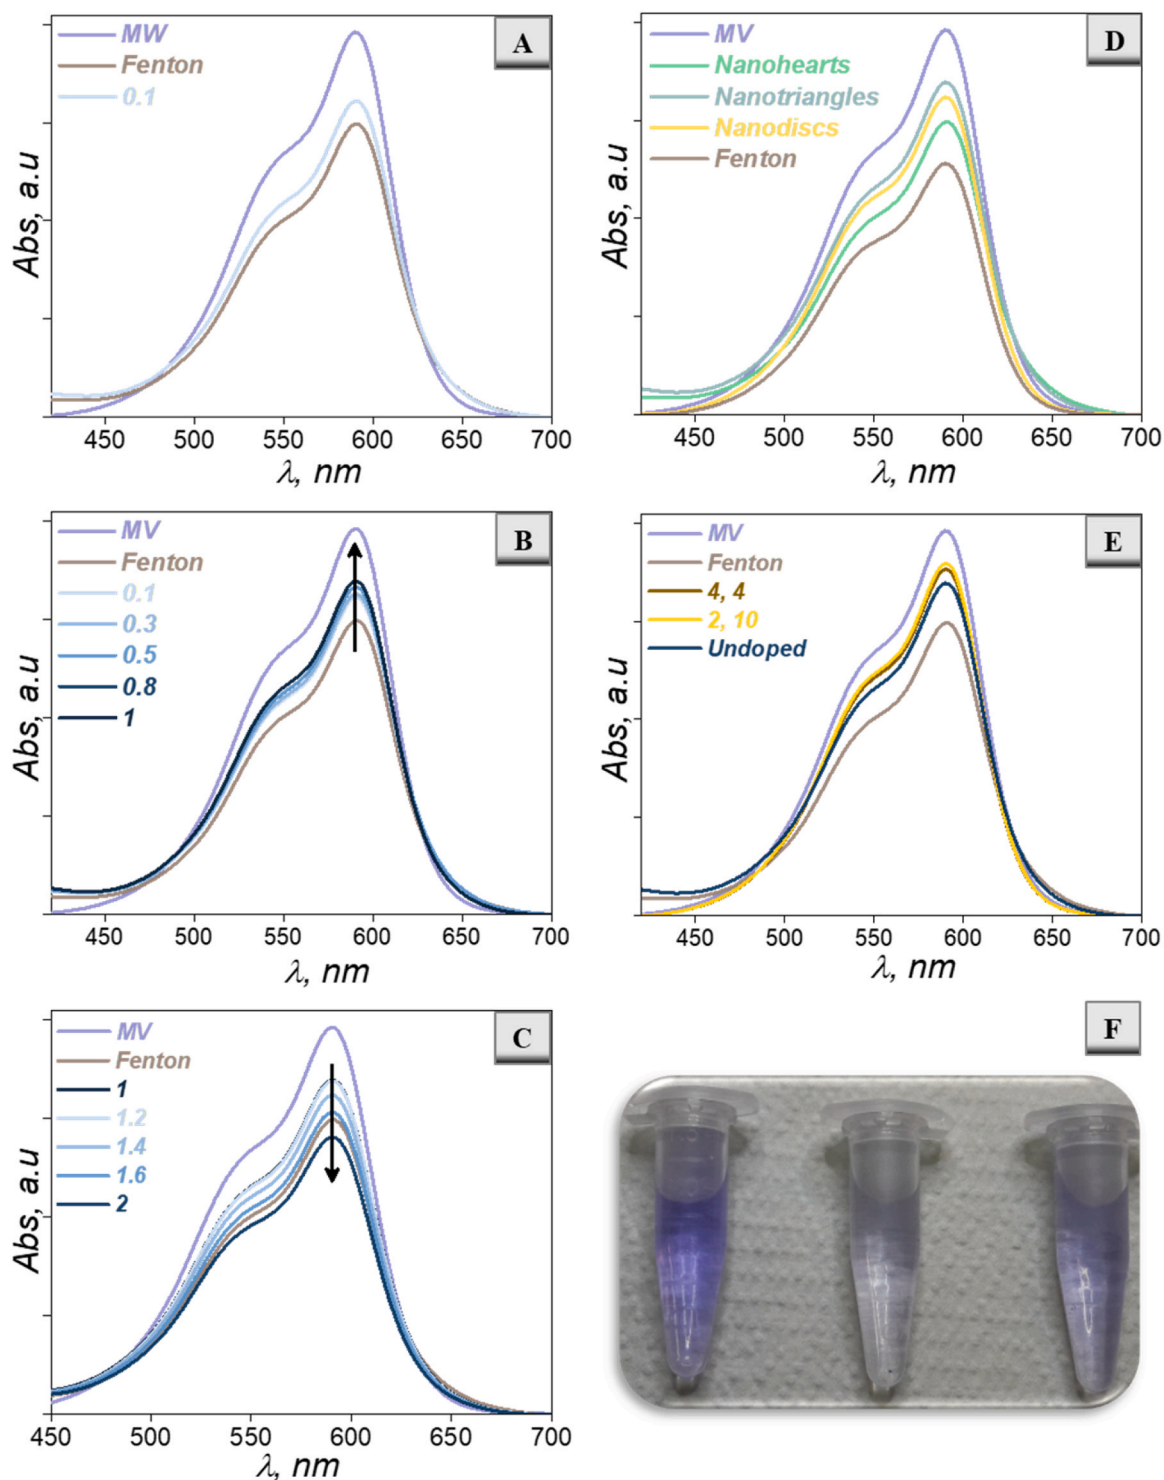 A
MW
Fenton
0.1
Abs, a.u
450 500 550 600 650 700
λ, nm
D
MV
Nanohearts
Nanotriangles
Nanodiscs
Fenton
Abs, a.u
450 500 550 600 650 700
λ, nm
B
MV
Fenton
0.1
0.3
0.5
0.8
1
Abs, a.u
450 500 550 600 650 700
λ, nm
E
MV
Fenton
4, 4
2, 10
Undoped
Abs, a.u
450 500 550 600 650 700
λ, nm
C
MV
Fenton
1
1.2
1.4
1.6
2
Abs, a.u
450 500 550 600 650 700
λ, nm
F